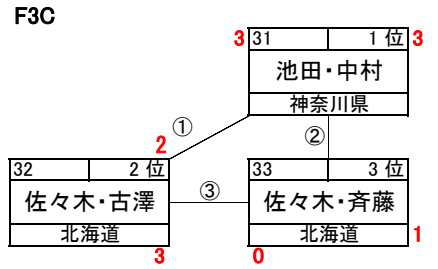 F3C
3 31 1 位 3
池田・中村
神奈川県
①
②
2
32 2 位
佐々木・古澤
北海道
3
③
33 3 位
佐々木・斉藤
北海道 1
0